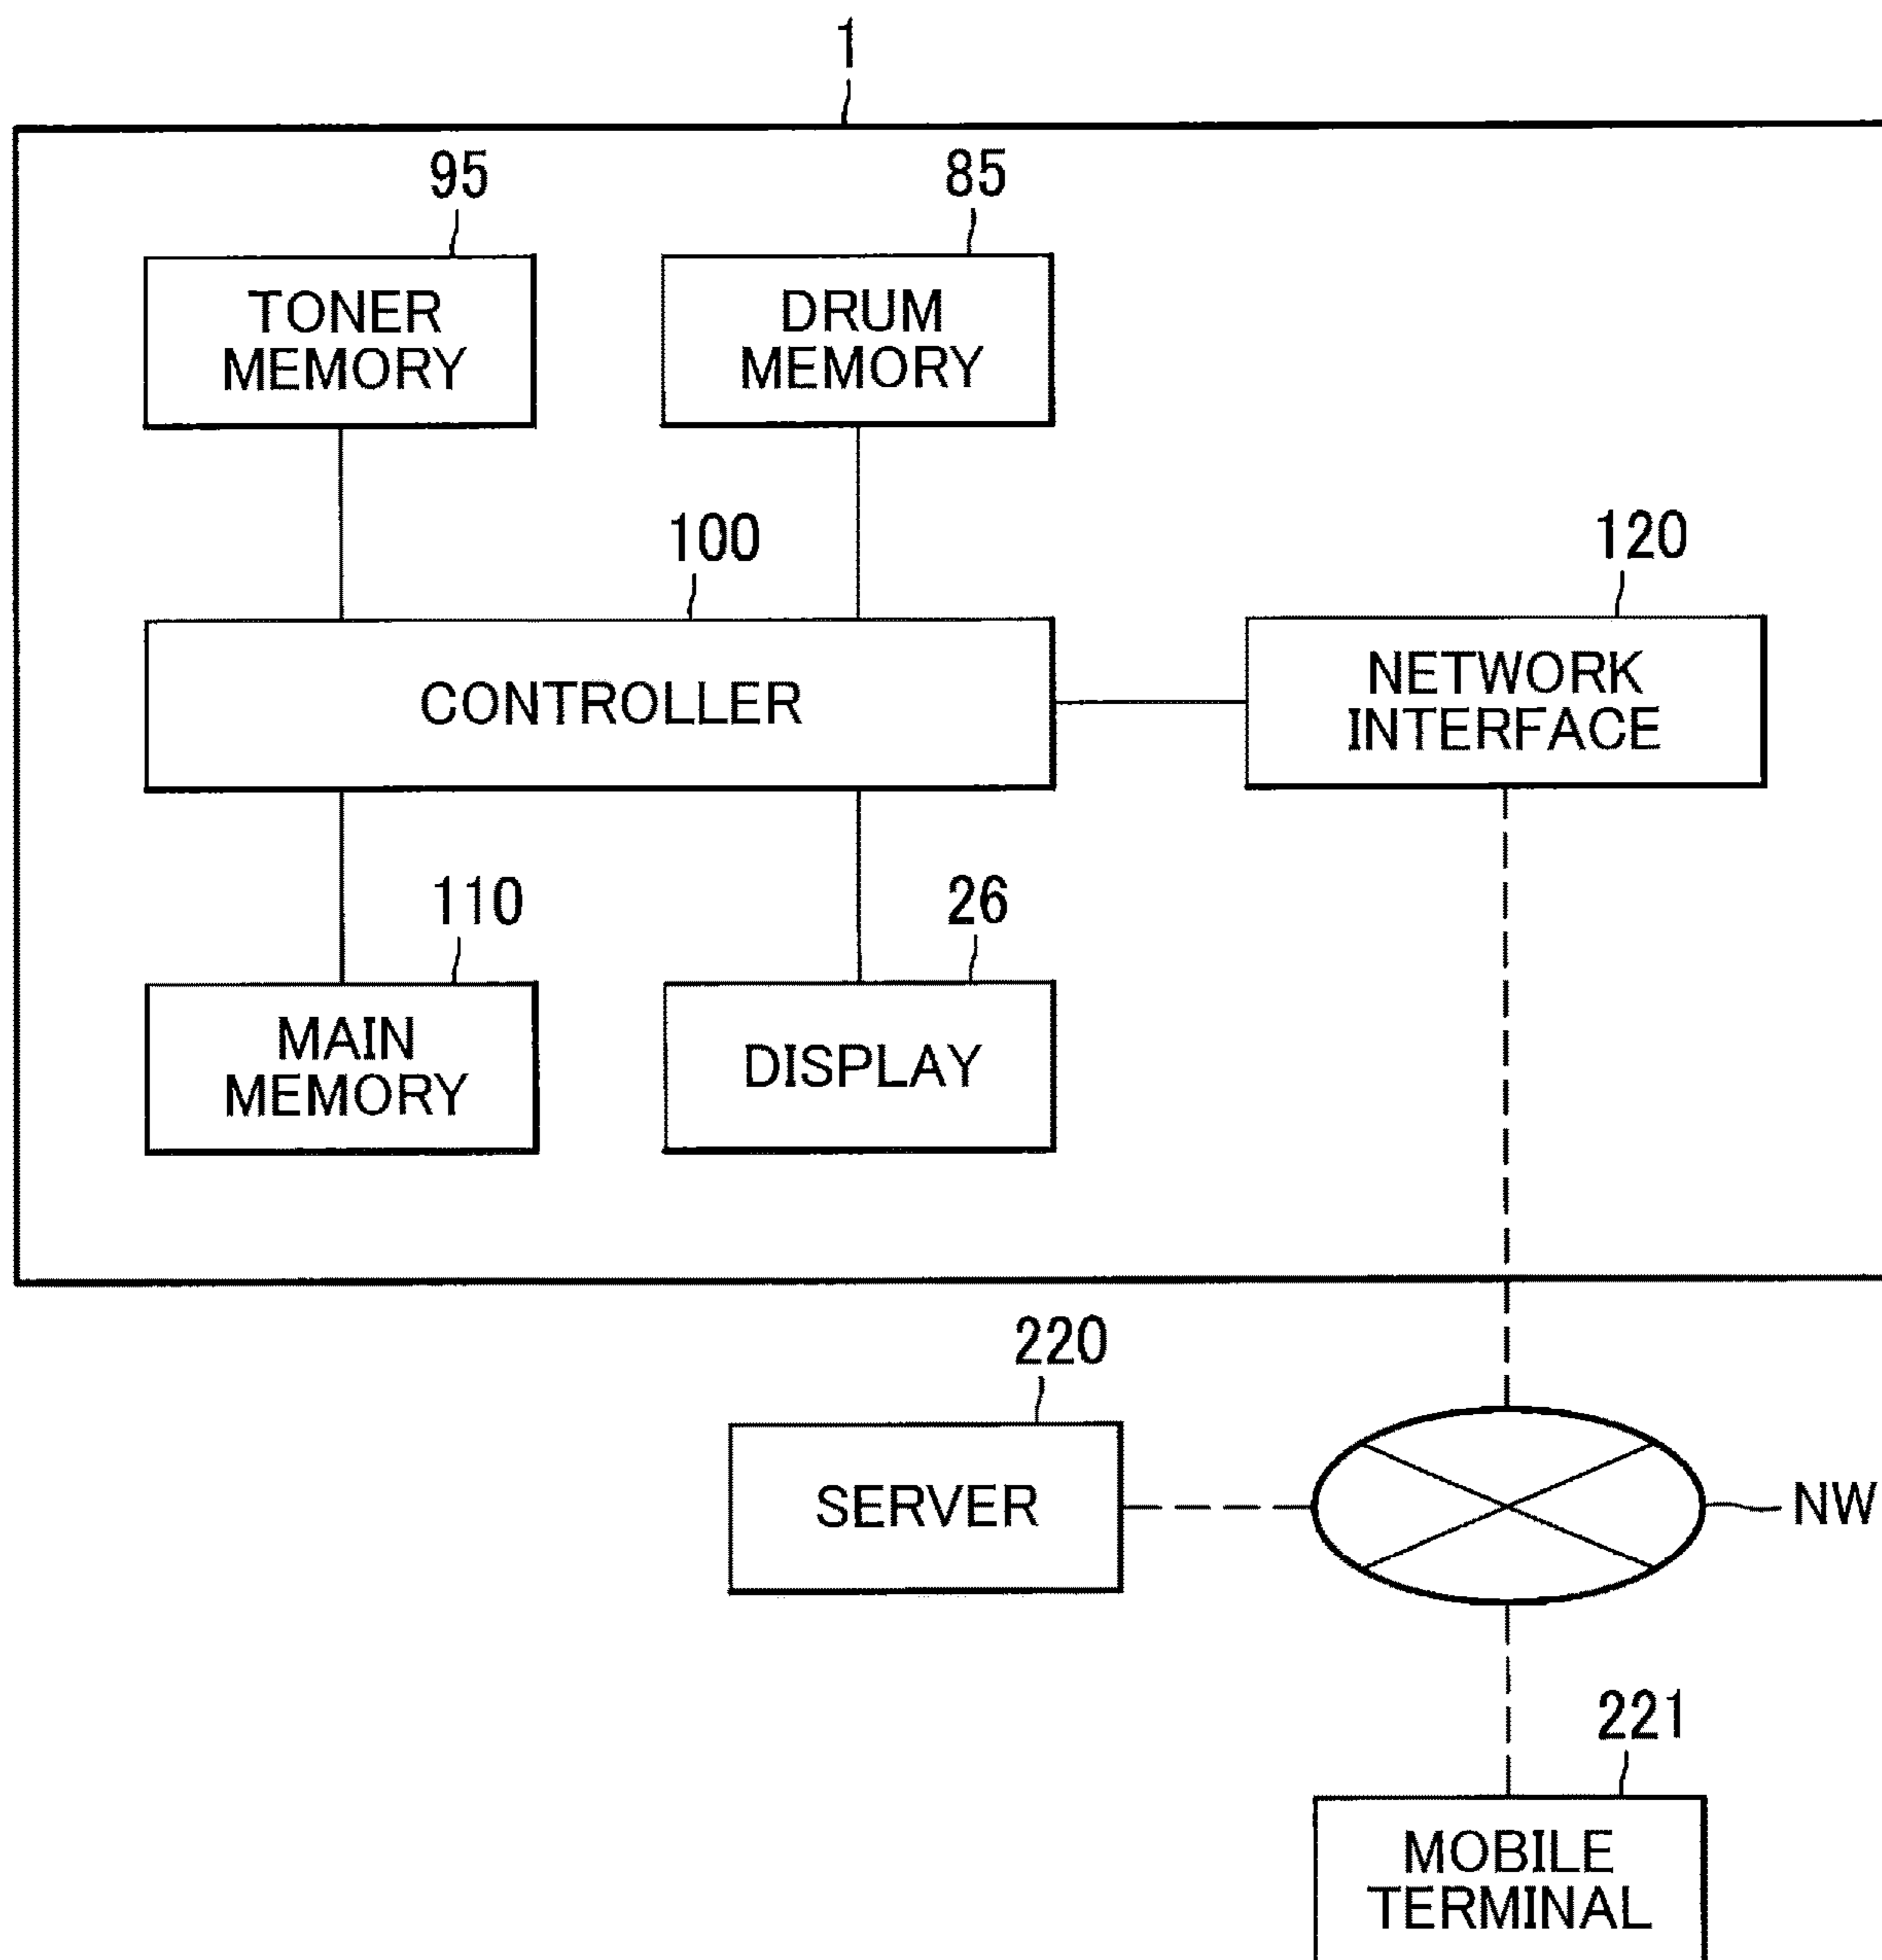 1
95
85
TONER
MEMORY
DRUM
MEMORY
100
120
CONTROLLER
NETWORK
INTERFACE
110
26
MAIN
MEMORY
DISPLAY
220
SERVER
NW
221
MOBILE
TERMINAL